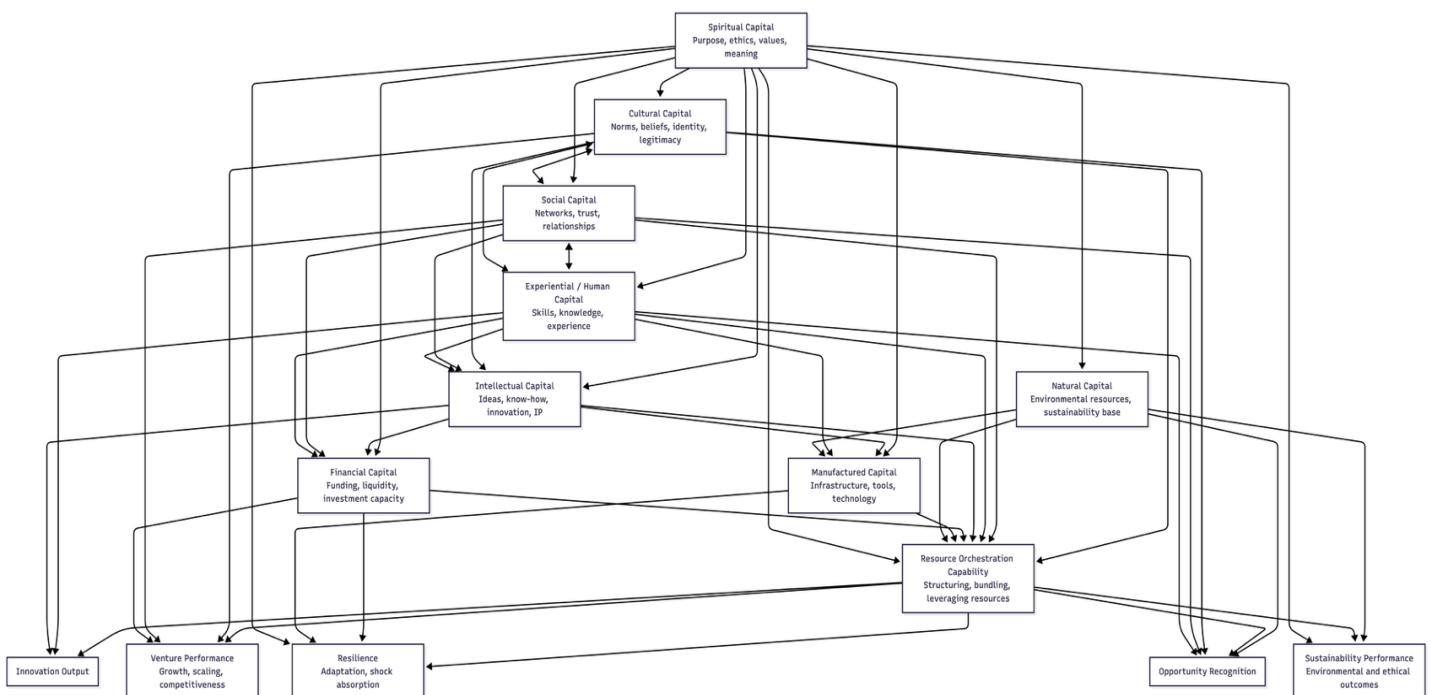 Spiritual Capital
Purpose, ethics, values,
meaning
Cultural Capital
Norms, beliefs, identity,
legitimacy
Social Capital
Networks, trust,
relationships
Experiential / Human
Capital
Skills, knowledge,
experience
Intellectual Capital
Ideas, know-how,
innovation, IP
Natural Capital
Environmental resources,
sustainability base
Financial Capital
Funding, liquidity,
investment capacity
Manufactured Capital
Infrastructure, tools,
technology
Resource Orchestration
Capability
Structuring, bundling,
leveraging resources
Innovation Output
Venture Performance
Growth, scaling,
competitiveness
Resilience
Adaptation, shock
absorption
Opportunity Recognition
Sustainability Performance
Environmental and ethical
outcomes